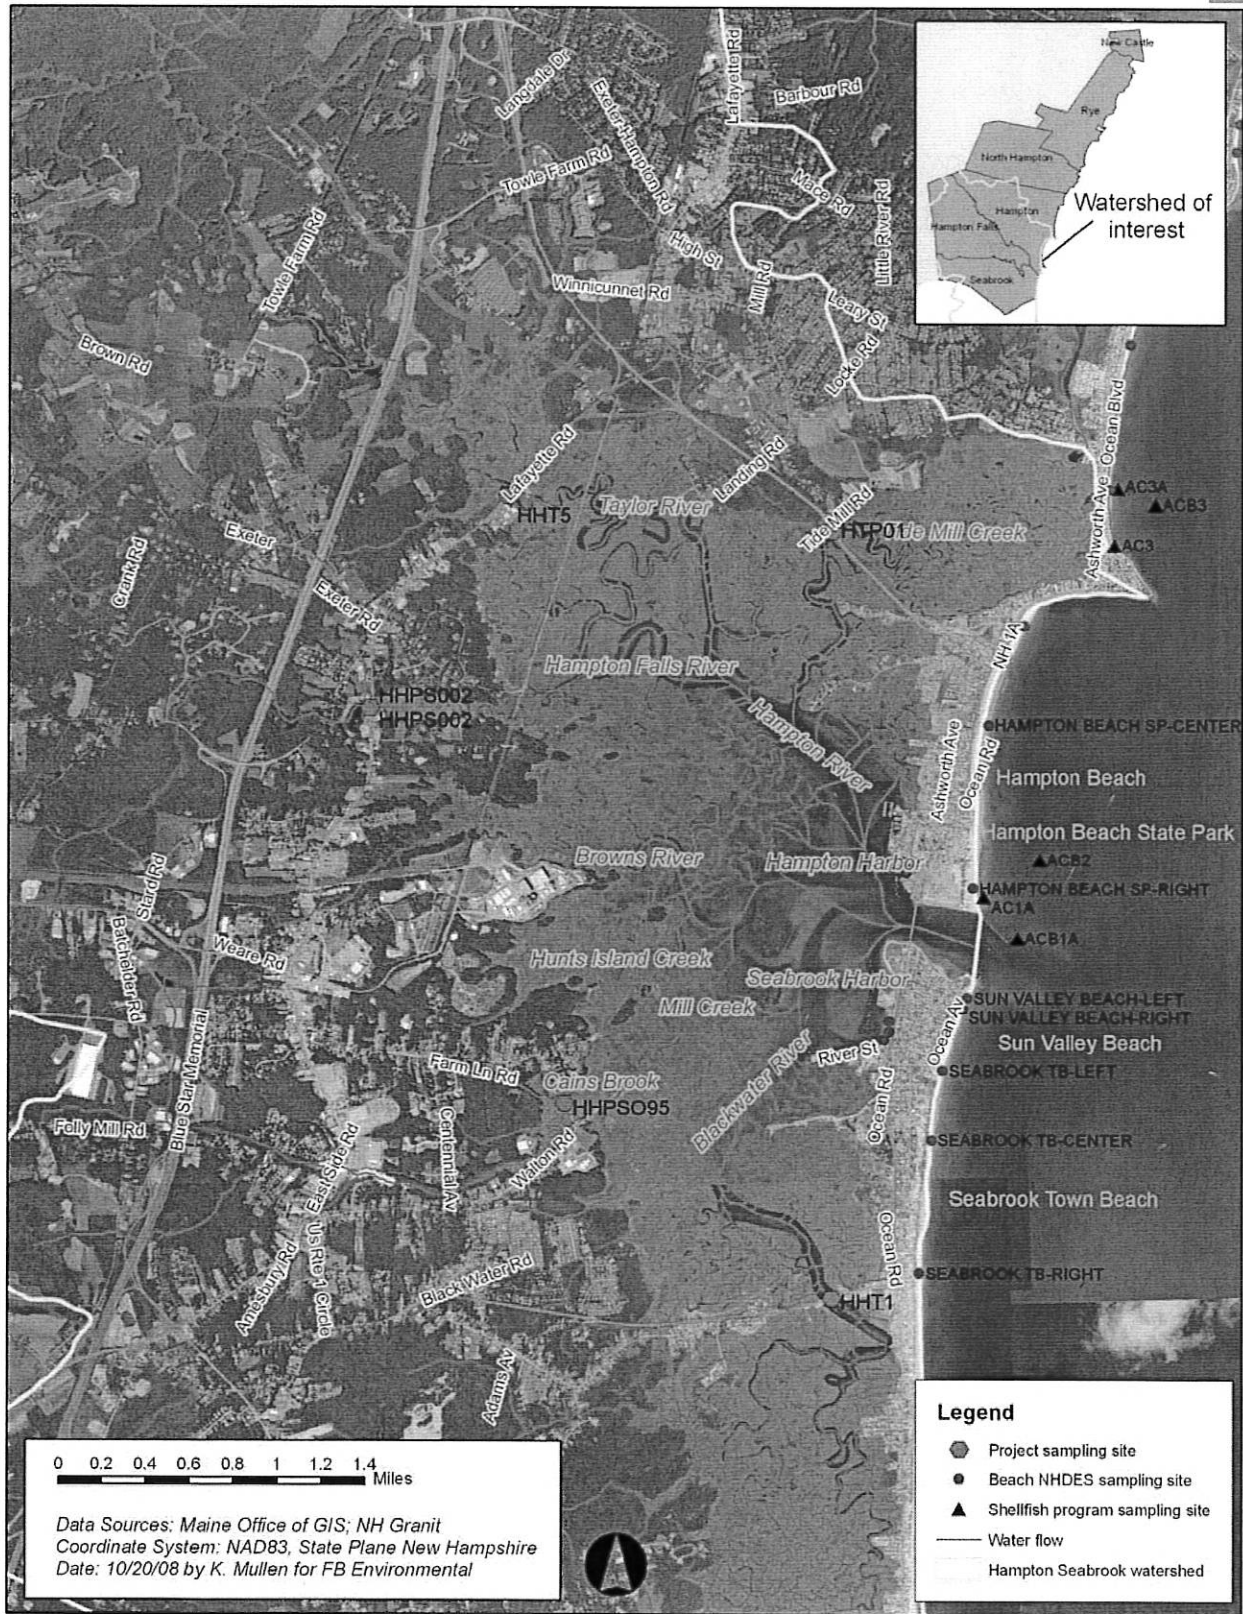 New Castle
Rye
North Hampton
Hampton
Hampton Falls
Seabrook
Watershed of
interest
Langdale Dr
Exeter-Hampton Rd
Lafayette Rd
Barbour Rd
Towle Farm Rd
Mace Rd
Little River Rd
Towle Farm Rd
High St
Winnicunnet Rd
Mill Rd
Leary St
Brown Rd
Locke Rd
Ocean Blvd
Lafayette Rd
Landing Rd
HHT5
Taylor River
Tide Mill Rd
HTP01
de Mill Creek
Ashworth Ave
AC3A
ACB3
AC3
Exeter
Crank Rd
Exeter Rd
NH-1A
Hampton Falls River
HHPS002
HHPS002
Hampton River
HAMPTON BEACH SP-CENTER
Ashworth Ave
Ocean Rd
Hampton Beach
Hampton Beach State Park
Browns River
Hampton Harbor
ACB2
HAMPTON BEACH SP-RIGHT
AC1A
Stard Rd
Batchelder Rd
Weare Rd
ACB1A
Hunts Island Creek
Seabrook Harbor
Mill Creek
SUN VALLEY BEACH-LEFT
SUN VALLEY BEACH-RIGHT
Ocean Av
Sun Valley Beach
River St
Blue Star Memorial
Farm Ln Rd
Cains Brook
HHPSO95
Blackwater River
Ocean Rd
SEABROOK TB-LEFT
Folly Mill Rd
East Side Rd
Centennial Av
Walton Rd
SEABROOK TB-CENTER
Seabrook Town Beach
Ocean Rd
Amesbury Rd
Us Rte 1 Circle
Black Water Rd
HHT1
SEABROOK TB-RIGHT
Adams Av
0 0.2 0.4 0.6 0.8 1 1.2 1.4
Miles
Data Sources: Maine Office of GIS; NH Granit
Coordinate System: NAD83, State Plane New Hampshire
Date: 10/20/08 by K. Mullen for FB Environmental
Legend
Project sampling site
Beach NHDES sampling site
Shellfish program sampling site
Water flow
Hampton Seabrook watershed